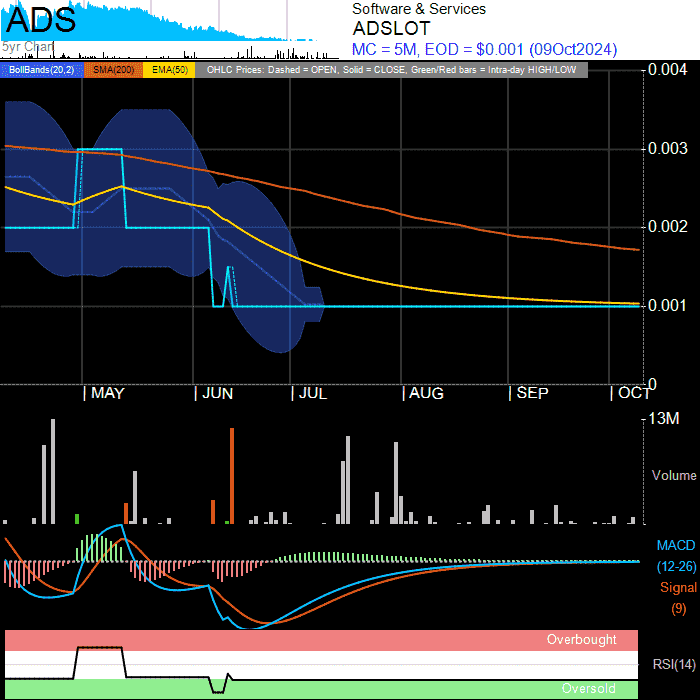 ADS
5yr Chart
Software & Services
ADSLOT
MC = 5M, EOD = $0.001 (09Oct2024)
BollBands(20,2) SMA(200) EMA(50) OHLC Prices: Dashed = OPEN, Solid = CLOSE, Green/Red bars = Intra-day HIGH/LOW
0.004
0.003
0.002
0.001
0
| MAY | JUN | JUL | AUG | SEP | OCT
13M
Volume
MACD
(12-26)
Signal
(9)
Overbought
RSI(14)
Oversold